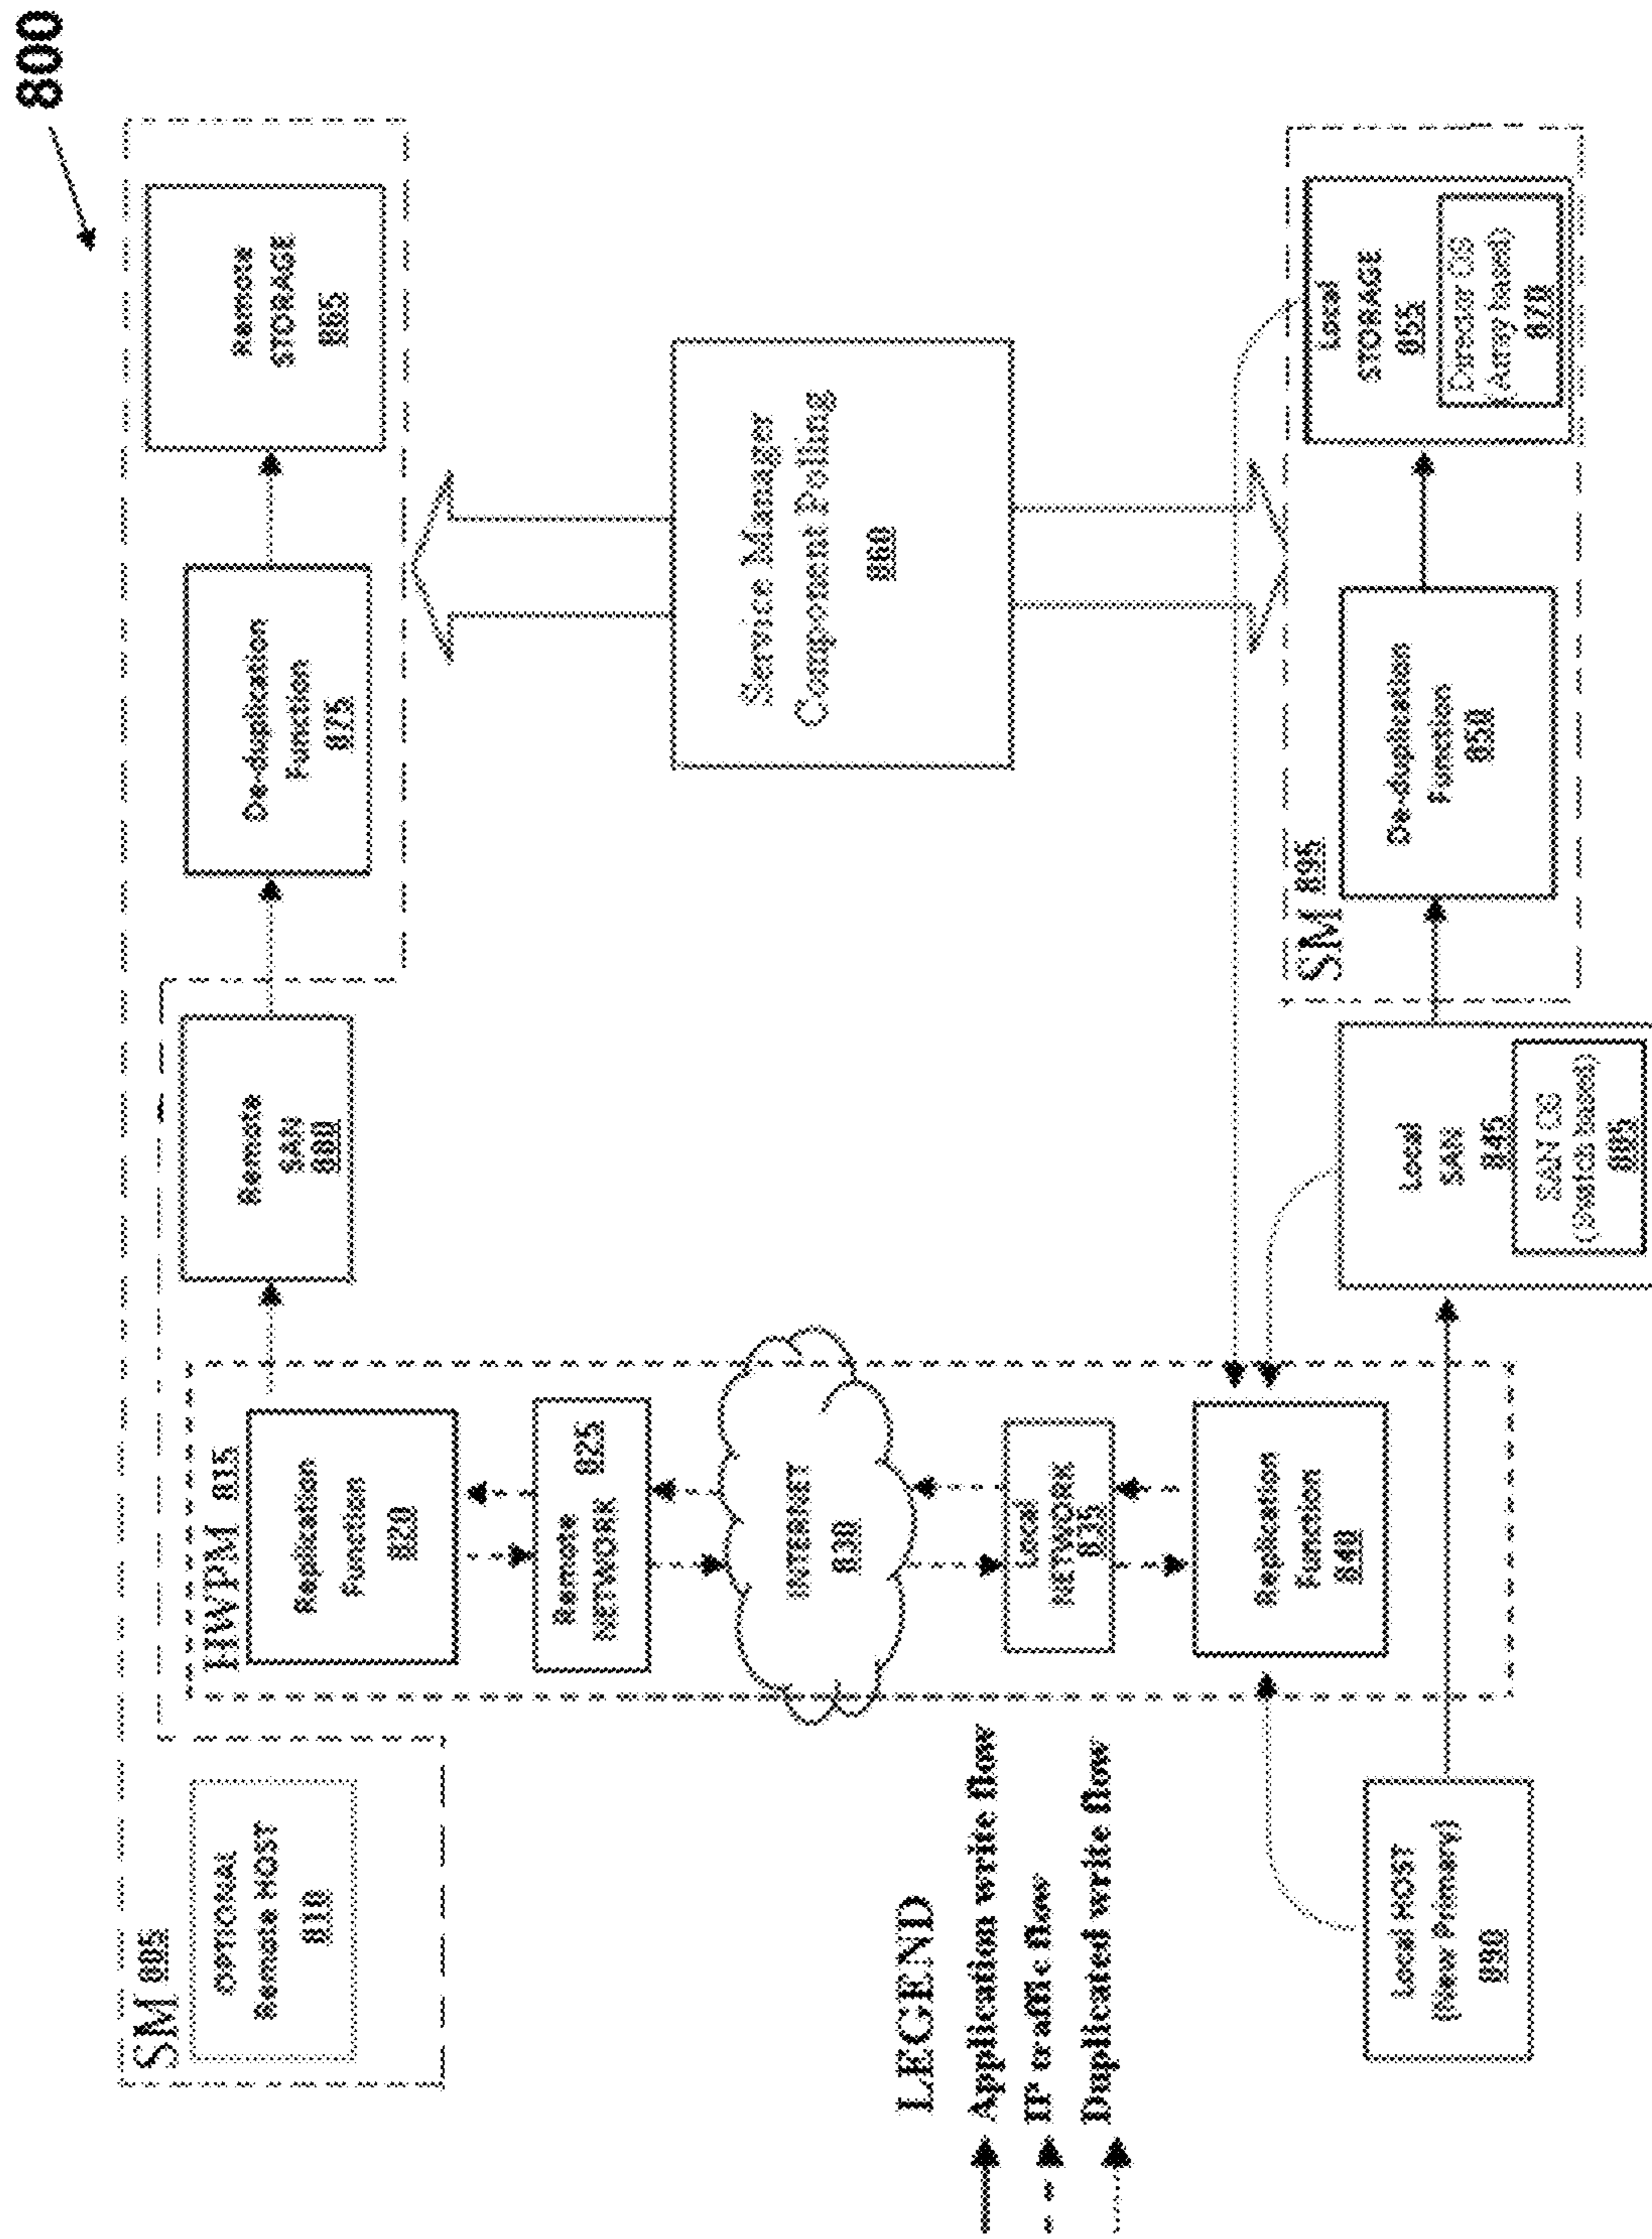 800
SM 805
OPTIONAL
Remote HOST
810
HWPM 815
Replication
Function
820
Remote
NETWORK
825
INTERNET
830
Local
NETWORK
835
Replication
Function
840
Remote
SAN
880
De-duplication
Function
875
Remote
STORAGE
865
Service Manager
Component Polling
860
LEGEND
Application write flow
IP traffic flow
Duplicated write flow
Local HOST
(New Primary)
890
Local
SAN
845
SAN OS
(Switch based)
885
SM 895
De-duplication
Function
850
Local
STORAGE
855
Director OS
(Array based)
870